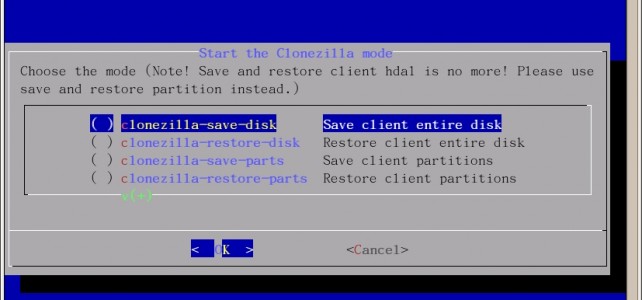 Start the Clonezilla mode
Choose the mode (Note! Save and restore client hda1 is no more! Please use
save and restore partition instead.)
( ) clonezilla-save-disk Save client entire disk
( ) clonezilla-restore-disk Restore client entire disk
( ) clonezilla-save-parts Save client partitions
( ) clonezilla-restore-parts Restore client partitions
v(+)
< OK > <Cancel>